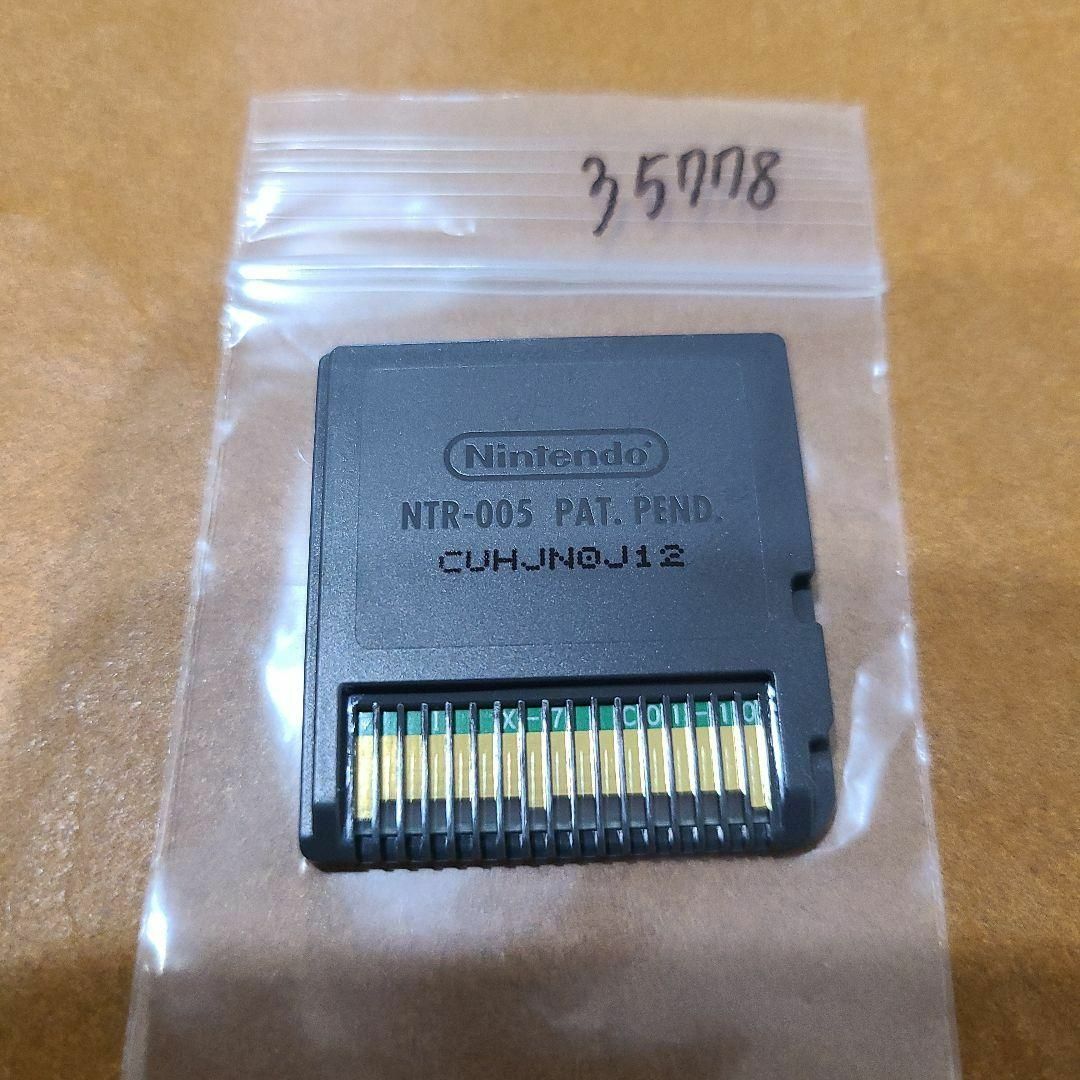 35778
Nintendo®
NTR-005 PAT. PEND.
CUHJN0J12